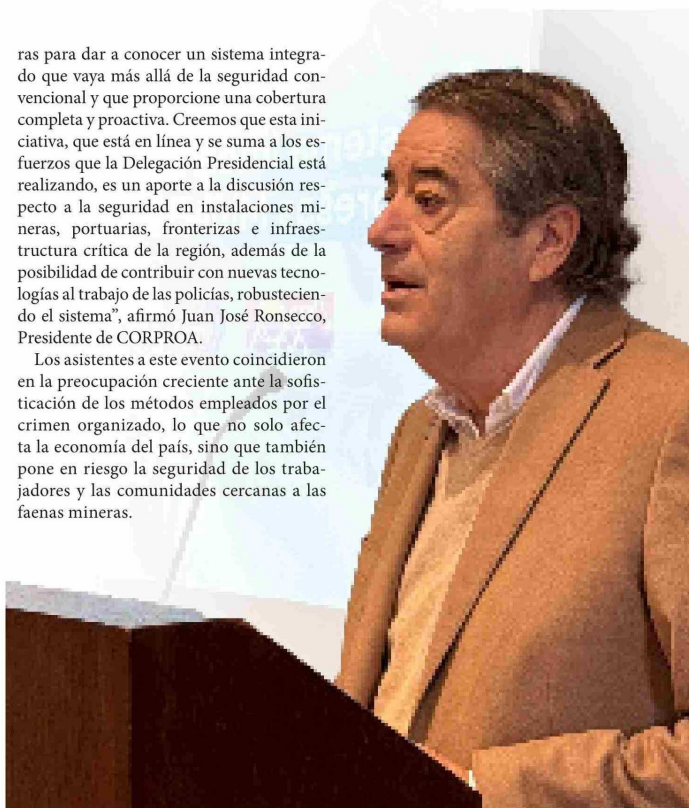 ras para dar a conocer un sistema integra-
do que vaya más allá de la seguridad con-
vencional y que proporcione una cobertura
completa y proactiva. Creemos que esta ini-
ciativa, que está en línea y se suma a los es-
fuerzos que la Delegación Presidencial está
realizando, es un aporte a la discusión res-
pecto a la seguridad en instalaciones mi-
neras, portuarias, fronterizas e infraes-
tructura crítica de la región, además de la
posibilidad de contribuir con nuevas tecno-
logías al trabajo de las policías, robustecien-
do el sistema”, afirmó Juan José Ronsecco,
Presidente de CORPROA.
Los asistentes a este evento coincidieron
en la preocupación creciente ante la sofis-
ticación de los métodos empleados por el
crimen organizado, lo que no solo afec-
ta la economía del país, sino que también
pone en riesgo la seguridad de los traba-
jadores y las comunidades cercanas a las
faenas mineras.